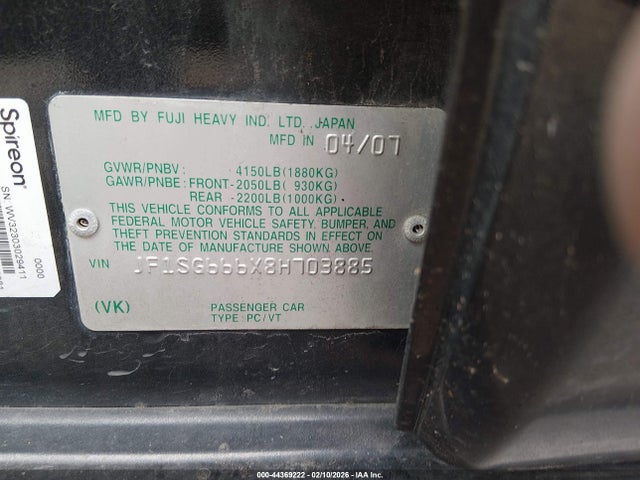 MFD BY FUJI HEAVY IND. LTD. JAPAN
MFD IN 04/07
GVWR/PNBV : 4150LB(1880KG)
GAWR/PNBE: FRONT-2050LB( 930KG)
REAR -2200LB(1000KG)
THIS VEHICLE CONFORMS TO ALL APPLICABLE
FEDERAL MOTOR VEHICLE SAFETY, BUMPER, AND
THEFT PREVENTION STANDARDS IN EFFECT ON
THE DATE OF MANUFACTURE SHOWN ABOVE.
VIN JF1SG666X8H703885
(VK)
PASSENGER CAR
TYPE: PC/VT
Spireon
SN: VWV32303029411
0000
000-44369222 - 02/10/2026 - IAA Inc.